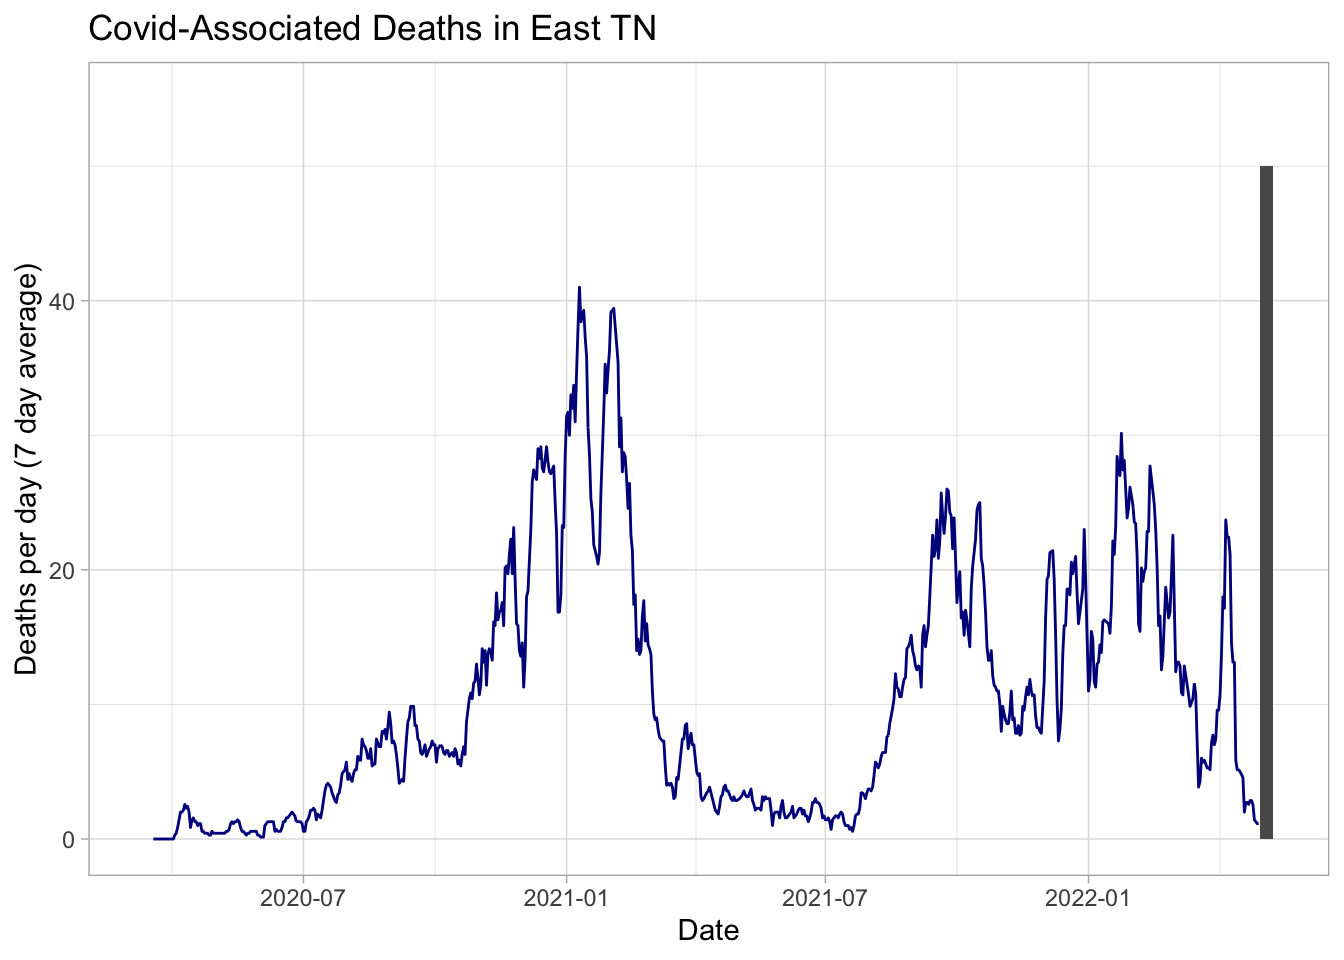 Covid-Associated Deaths in East TN
Deaths per day (7 day average)
40
20
0
2020-07
2021-01
2021-07
2022-01
Date